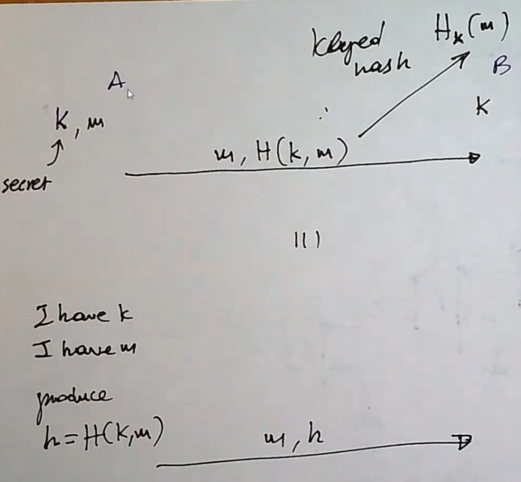 Keyed hash
H_k(m)
A
B
k, m
k
secret
m, H(k, m)
I have k
I have m
produce
h = H(k, m)
m, h